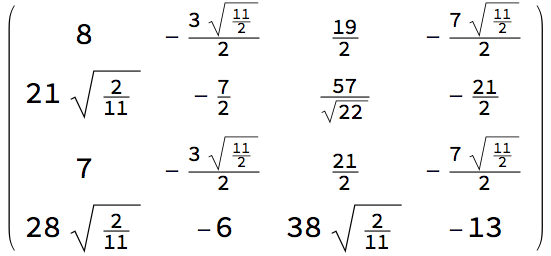 8 - 3√(11/2)/2 19/2 - 7√(11/2)/2
21√(2/11) - 7/2 57/√22 - 21/2
7 - 3√(11/2)/2 21/2 - 7√(11/2)/2
28√(2/11) -6 38√(2/11) -13